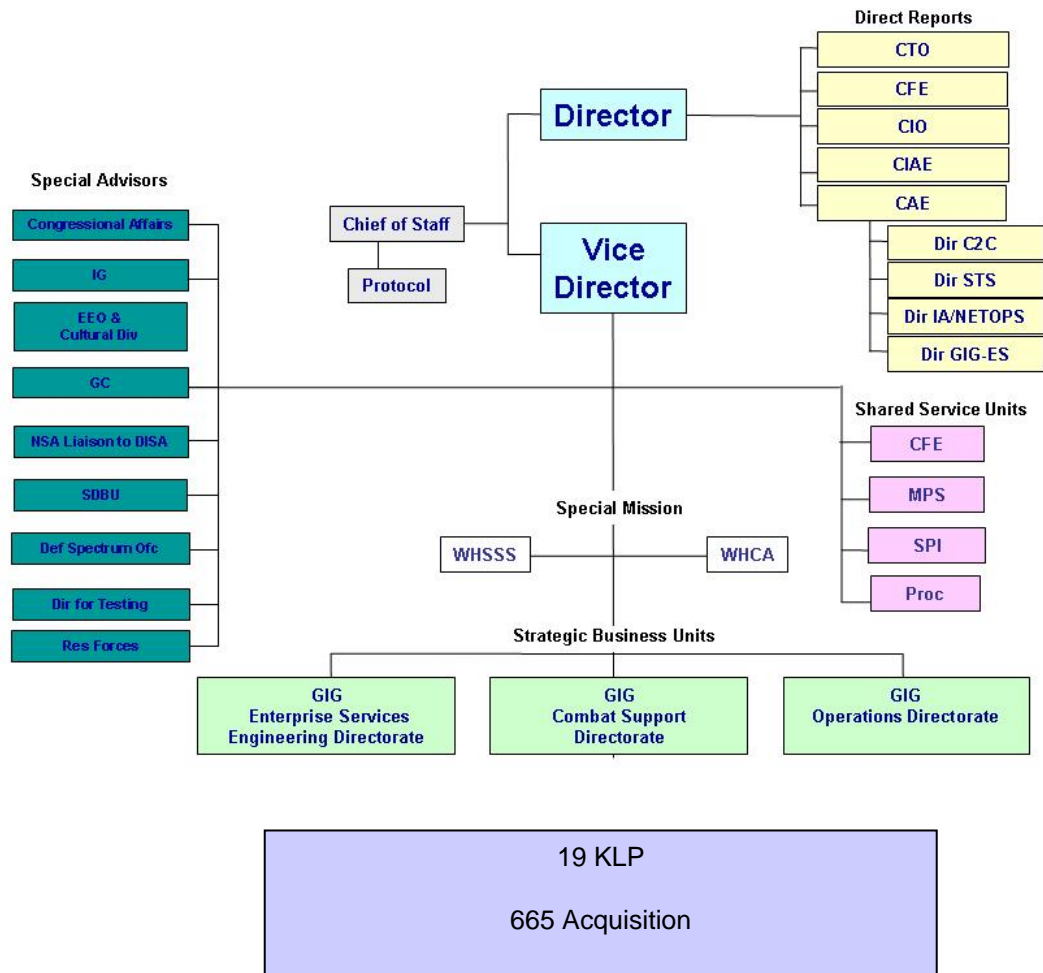 Direct Reports
CTO
CFE
CIO
CIAE
CAE
Dir C2C
Dir STS
Dir IA/NETOPS
Dir GIG-ES
Director
Chief of Staff
Protocol
Vice
Director
Special Advisors
Congressional Affairs
IG
EEO &
Cultural Div
GC
NSA Liaison to DISA
SDBU
Def Spectrum Ofc
Dir for Testing
Res Forces
Shared Service Units
CFE
MPS
SPI
Proc
Special Mission
WHSSS
WHCA
Strategic Business Units
GIG
Enterprise Services
Engineering Directorate
GIG
Combat Support
Directorate
GIG
Operations Directorate
19 KLP
665 Acquisition